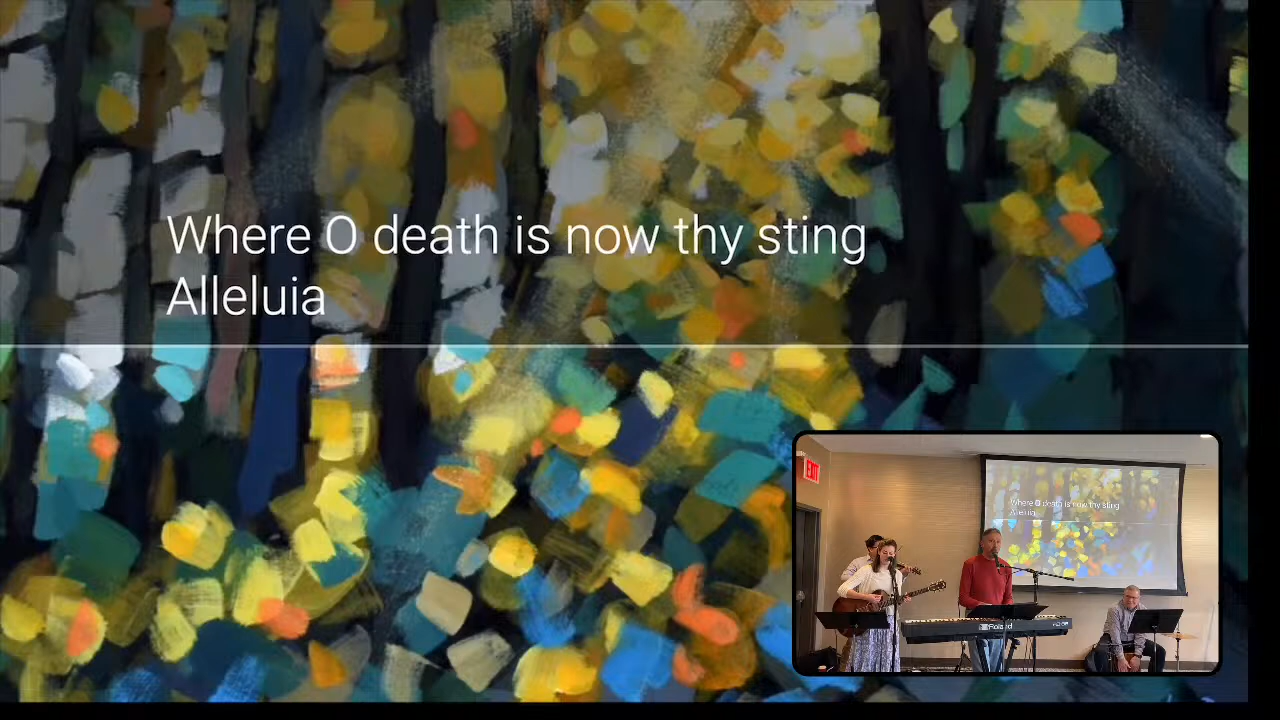 Where O death is now thy sting
Alleluia
EXIT
Where O death is now thy sting
Alleluia
Roland